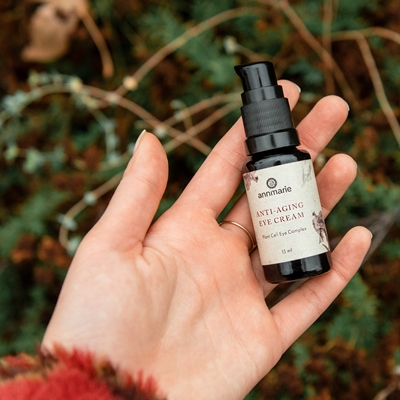 annmarie
ANTI-AGING
EYE CREAM
Plant Cell Eye Complex
15 ml